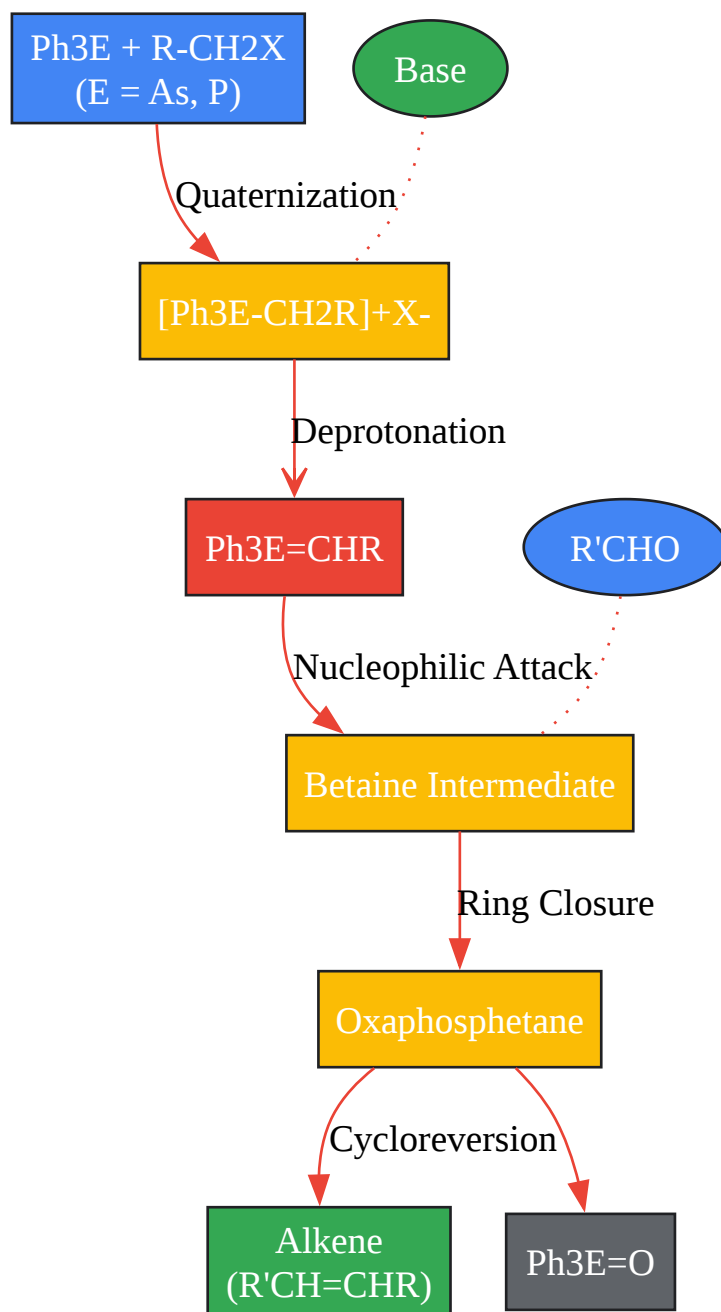 Ph3E + R-CH2X
(E = As, P)
Base
Quaternization
[Ph3E-CH2R]+X-
Deprotonation
Ph3E=CHR
R'CHO
Nucleophilic Attack
Betaine Intermediate
Ring Closure
Oxaphosphetane
Cycloreversion
Alkene
(R'CH=CHR)
Ph3E=O